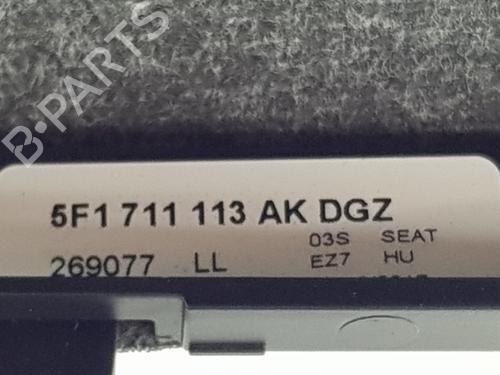 B-PARTS
5F1 711 113 AK DGZ
03S SEAT
269077 LL EZ7 HU